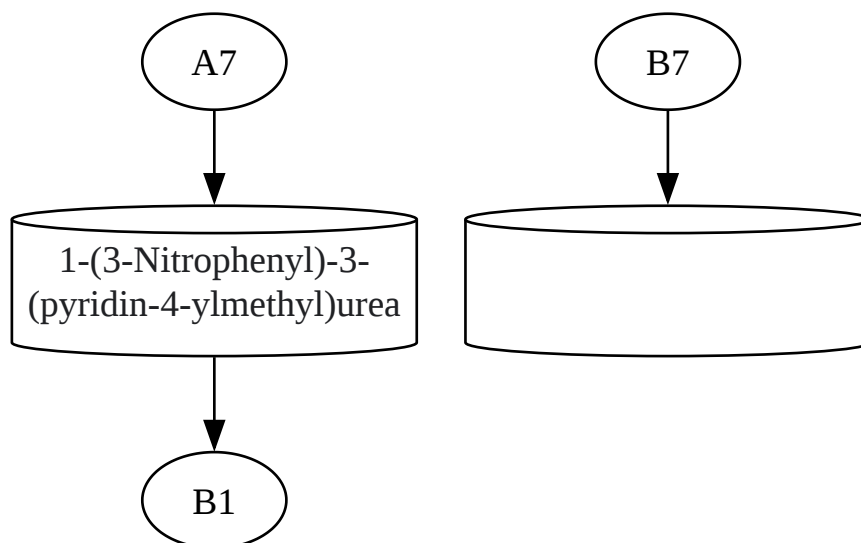 A7
B7
1-(3-Nitrophenyl)-3-
(pyridin-4-ylmethyl)urea
B1